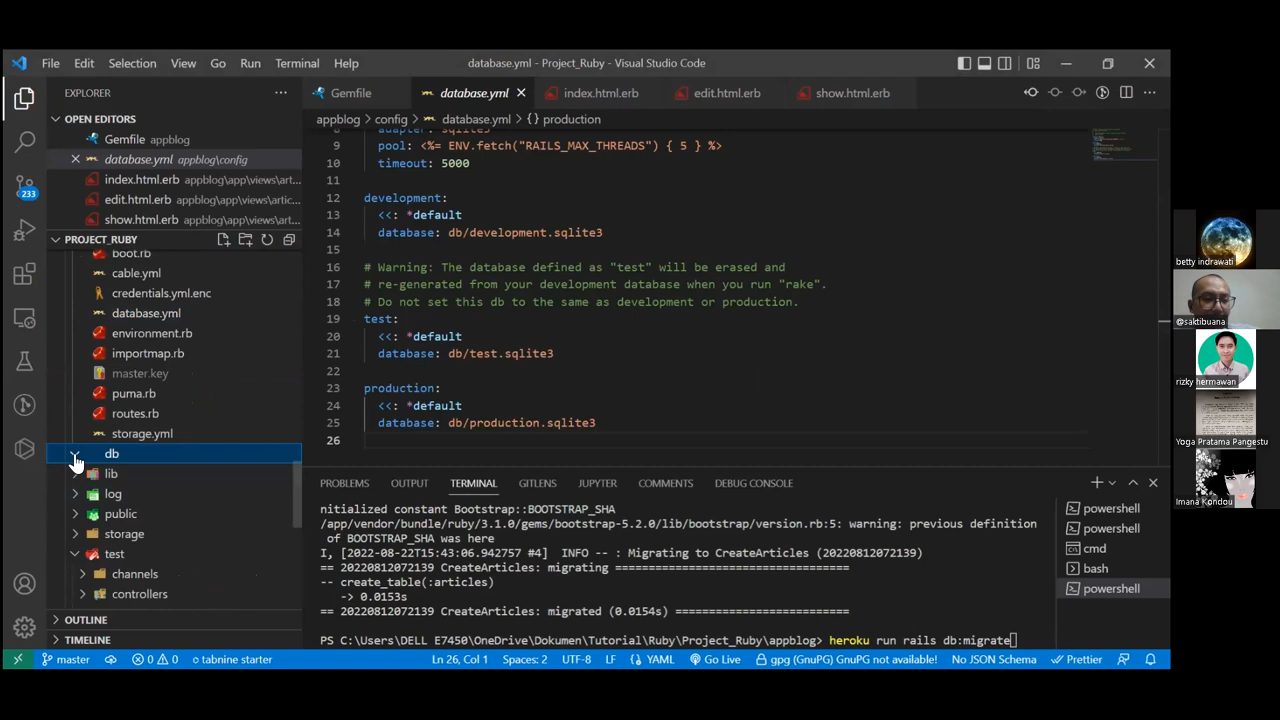 File Edit Selection View Go Run Terminal Help
database.yml - Project_Ruby - Visual Studio Code
EXPLORER
Gemfile
database.yml
index.html.erb
edit.html.erb
show.html.erb
OPEN EDITORS
appblog > config > database.yml > {} production
Gemfile appblog
database.yml appblog\config
index.html.erb appblog\app\views\art...
edit.html.erb appblog\app\views\artic...
show.html.erb appblog\app\views\art...
233
PROJECT_RUBY
boot.rb
cable.yml
credentials.yml.enc
database.yml
environment.rb
importmap.rb
master.key
puma.rb
routes.rb
storage.yml
db
lib
log
public
storage
test
channels
controllers
OUTLINE
TIMELINE
8 adapter: sqlite3
9 pool: <%= ENV.fetch("RAILS_MAX_THREADS") { 5 } %>
10 timeout: 5000
11
12 development:
13 <<: *default
14 database: db/development.sqlite3
15
16 # Warning: The database defined as "test" will be erased and
17 # re-generated from your development database when you run "rake".
18 # Do not set this db to the same as development or production.
19 test:
20 <<: *default
21 database: db/test.sqlite3
22
23 production:
24 <<: *default
25 database: db/production.sqlite3
26
PROBLEMS OUTPUT TERMINAL GITLENS JUPYTER COMMENTS DEBUG CONSOLE
nitialized constant Bootstrap::BOOTSTRAP_SHA
/app/vendor/bundle/ruby/3.1.0/gems/bootstrap-5.2.0/lib/bootstrap/version.rb:5: warning: previous definition
of BOOTSTRAP_SHA was here
I, [2022-08-22T15:43:06.942757 #4] INFO -- : Migrating to CreateArticles (20220812072139)
== 20220812072139 CreateArticles: migrating ===================================
-- create_table(:articles)
-> 0.0153s
== 20220812072139 CreateArticles: migrated (0.0154s) ==========================
PS C:\Users\DELL E7450\OneDrive\Dokumen\Tutorial\Ruby\Project_Ruby\appblog> heroku run rails db:migrate
powershell
powershell
cmd
bash
powershell
master 0 0 tabnine starter
Ln 26, Col 1 Spaces: 2 UTF-8 LF {} YAML Go Live gpg (GnuPG) GnuPG not available! No JSON Schema Prettier
betty indrawati
@saktibuana
rizky hermawan
Yoga Pratama Pangestu
Imana Kondou